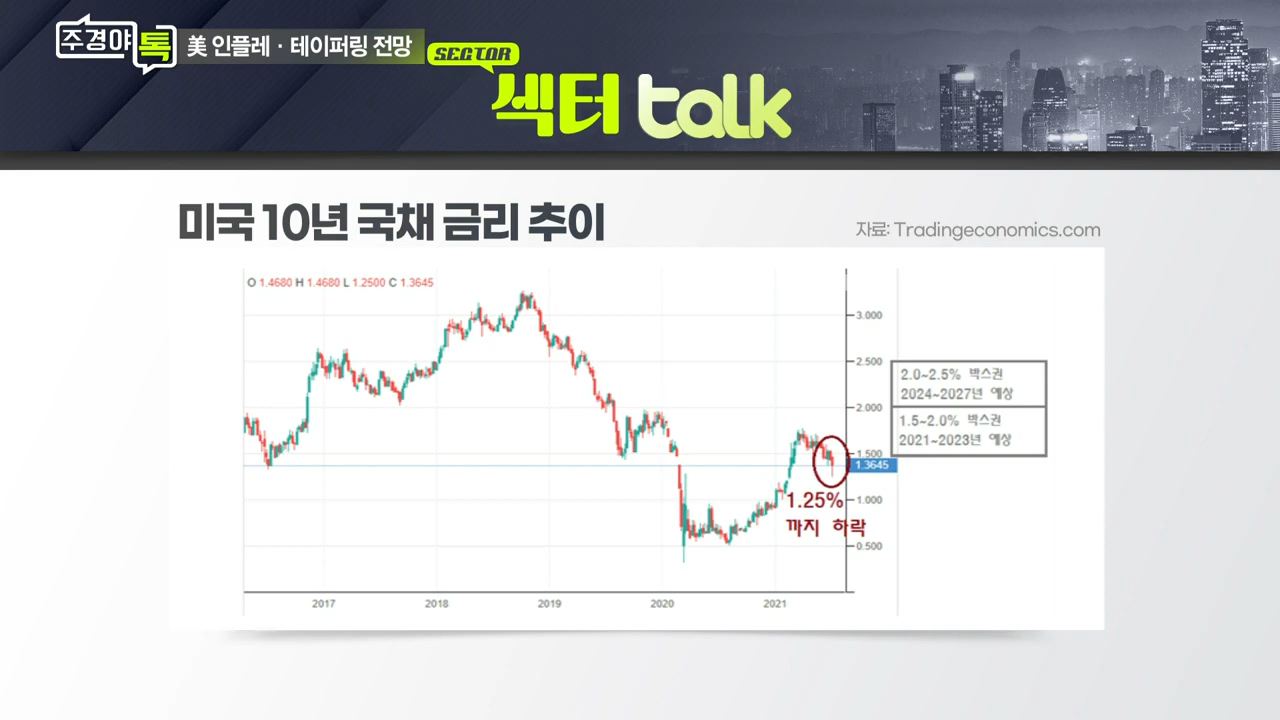 주경야톡
美 인플레 · 테이퍼링 전망
SECTOR
섹터 talk
미국 10년 국채 금리 추이
자료: Tradingeconomics.com
O 1.4680 H 1.4680 L 1.2500 C 1.3645
3.000
2.500
2.000
1.500
1.3645
1.000
0.500
2.0~2.5% 박스권
2024~2027년 예상
1.5~2.0% 박스권
2021~2023년 예상
1.25%
까지 하락
2017 2018 2019 2020 2021